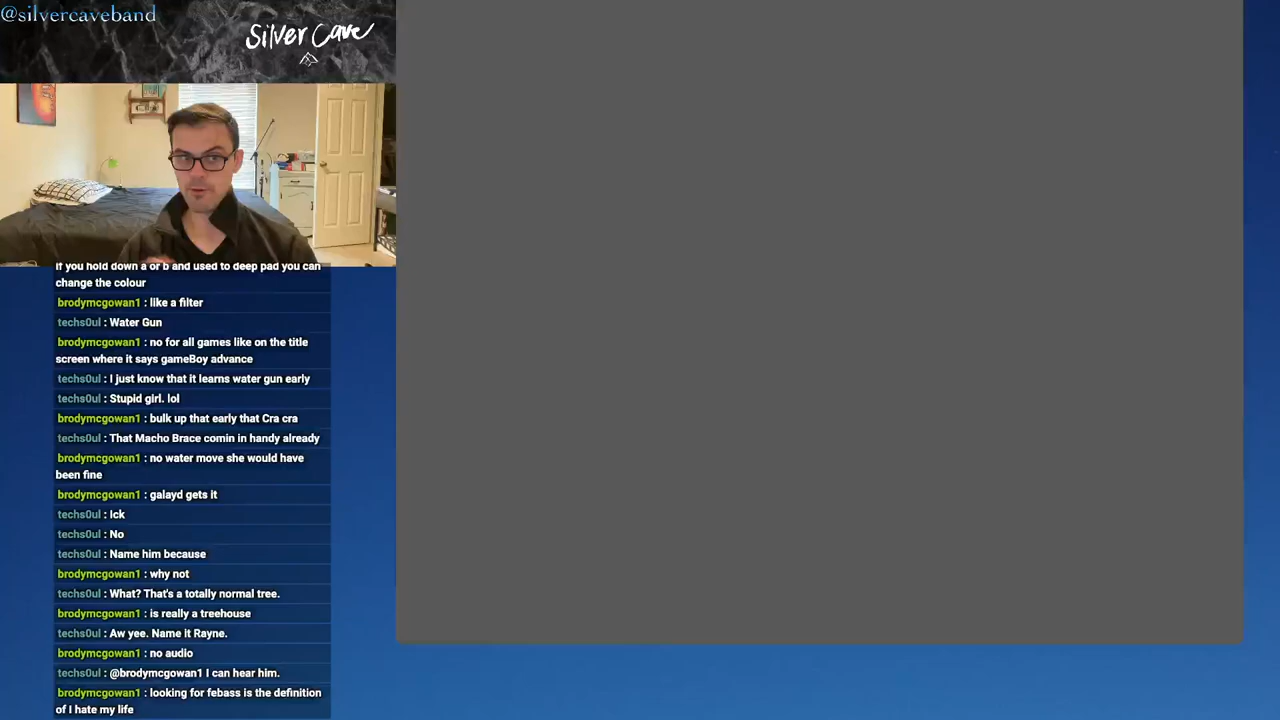 @silvercaveband
Silver Cave
If you hold down a or b and used to deep pad you can
change the colour
brodymcgowan1 : like a filter
techs0ul : Water Gun
brodymcgowan1 : no for all games like on the title
screen where it says gameBoy advance
techs0ul : I just know that it learns water gun early
techs0ul : Stupid girl. lol
brodymcgowan1 : bulk up that early that Cra cra
techs0ul : That Macho Brace comin in handy already
brodymcgowan1 : no water move she would have
been fine
brodymcgowan1 : galayd gets it
techs0ul : Ick
techs0ul : No
techs0ul : Name him because
brodymcgowan1 : why not
techs0ul : What? That's a totally normal tree.
brodymcgowan1 : is really a treehouse
techs0ul : Aw yee. Name it Rayne.
brodymcgowan1 : no audio
techs0ul : @brodymcgowan1 I can hear him.
brodymcgowan1 : looking for febass is the definition
of I hate my life